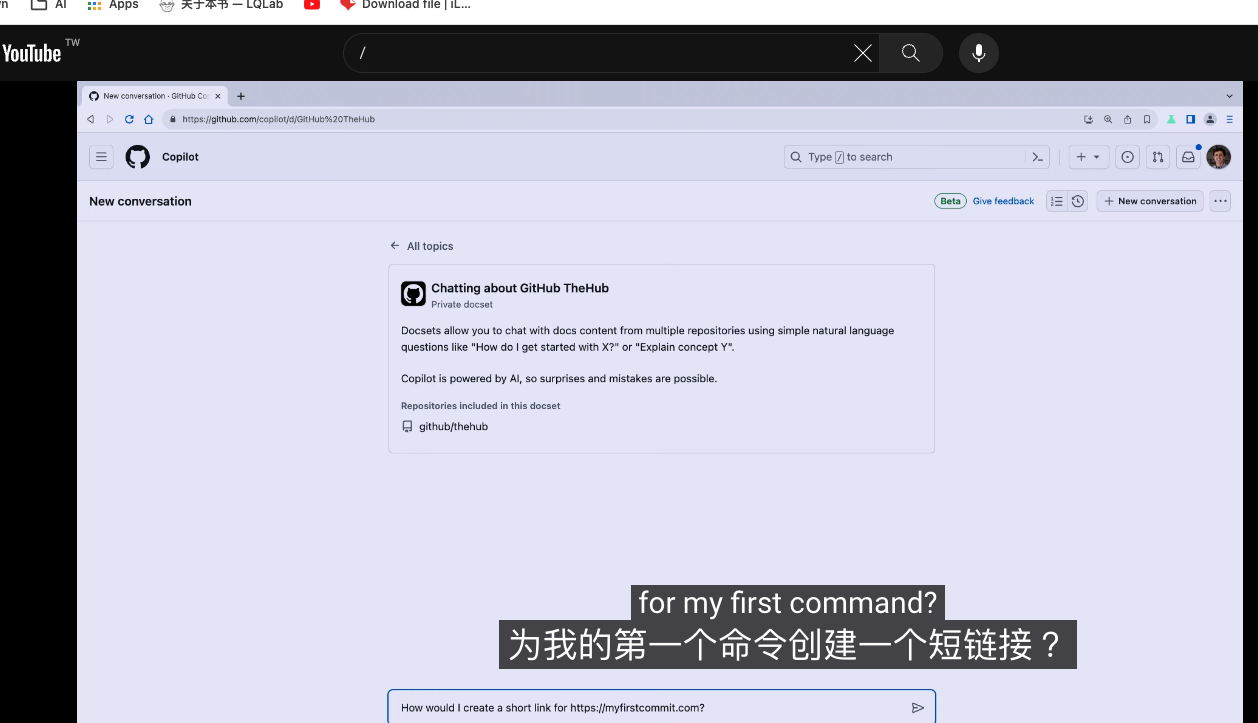 AI
Apps
关于本书 — LQLab
Download file | iL...
YouTube TW
/
New conversation · GitHub Co
https://github.com/copilot/d/GitHub%20TheHub
Copilot
Type / to search
New conversation
Beta
Give feedback
New conversation
All topics
Chatting about GitHub TheHub
Private docset
Docsets allow you to chat with docs content from multiple repositories using simple natural language
questions like "How do I get started with X?" or "Explain concept Y".
Copilot is powered by AI, so surprises and mistakes are possible.
Repositories included in this docset
github/thehub
for my first command?
为我的第一个命令创建一个短链接？
How would I create a short link for https://myfirstcommit.com?